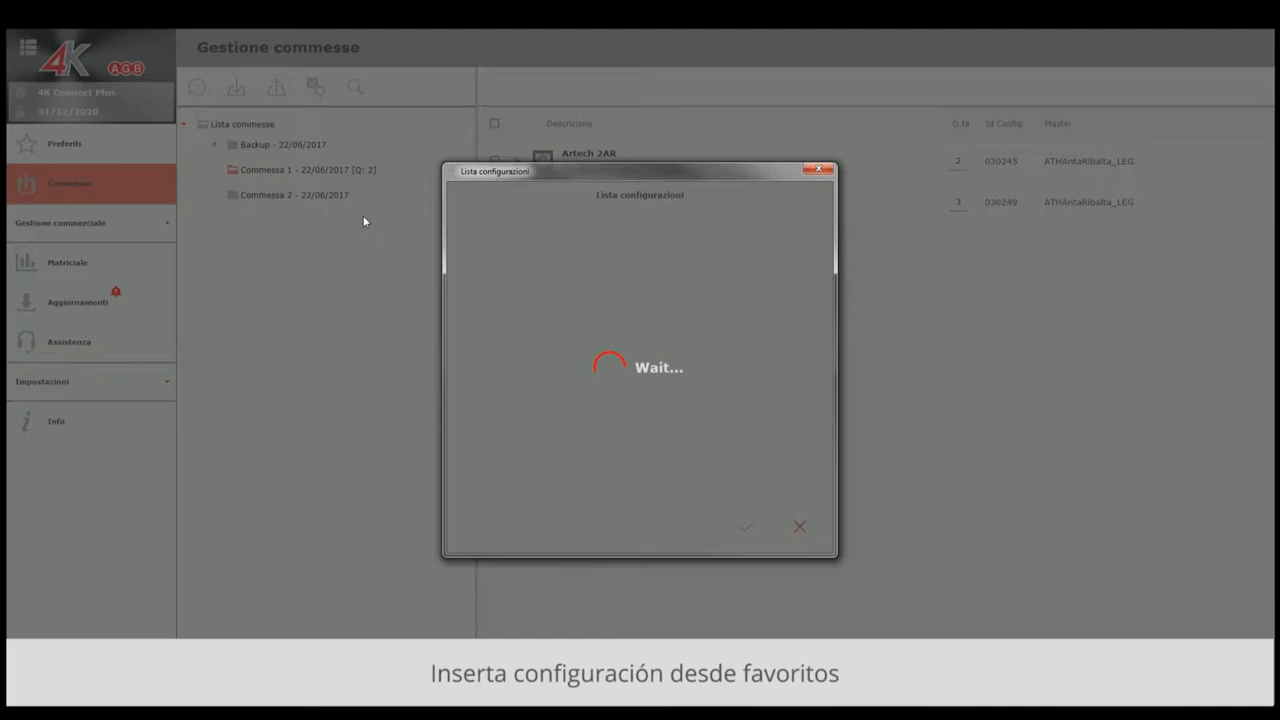 4K
AGB
4K Connect Plus
31/12/2020
Preferiti
Commesse
Gestione commerciale
Matriciale
Aggiornamenti
Assistenza
Impostazioni
Info
Gestione commesse
Lista commesse
Backup - 22/06/2017
Commessa 1 - 22/06/2017 [Q: 2]
Commessa 2 - 22/06/2017
Descrizione
Q.ta
Id Config.
Master
Artech 2AR
2
030245
ATHAntaRibalta_LEG
3
030249
ATHAntaRibalta_LEG
Lista configurazioni
Lista configurazioni
Wait...
Inserta configuración desde favoritos